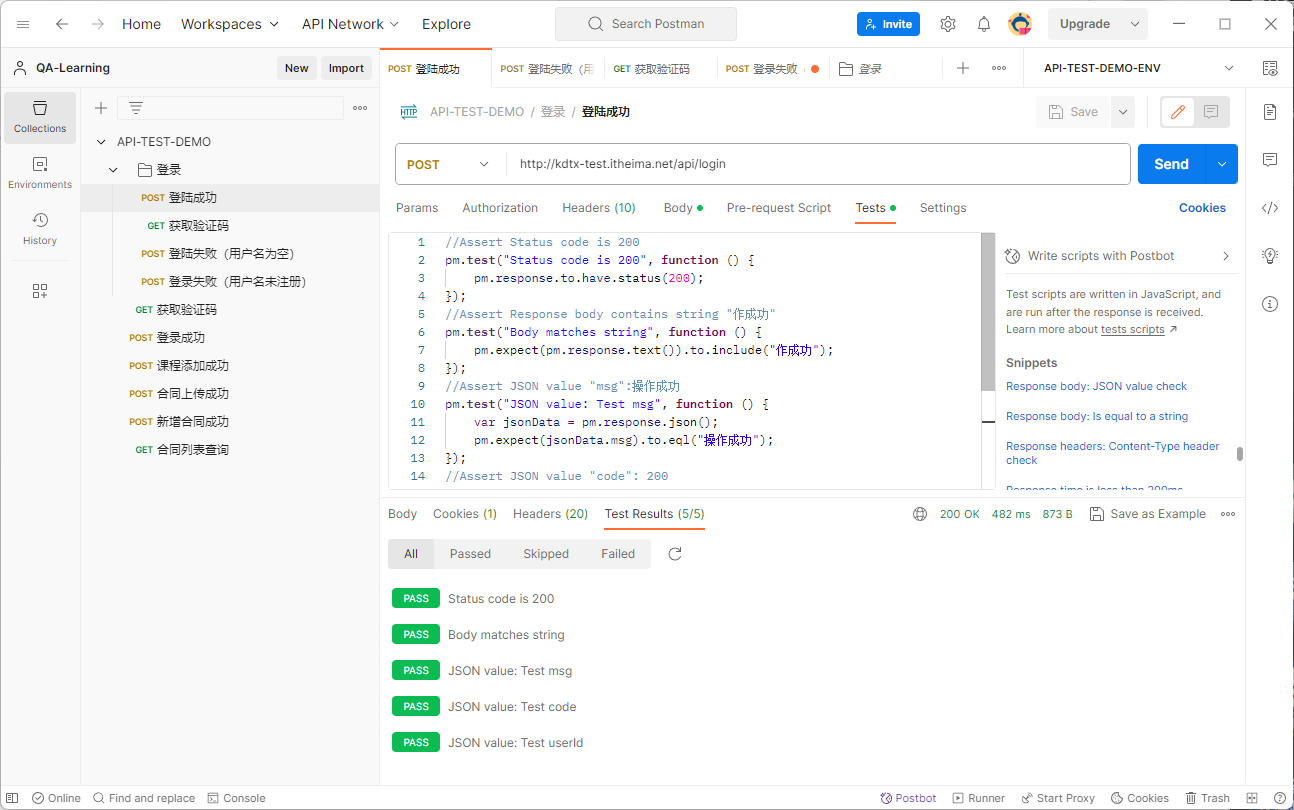 Home Workspaces API Network Explore Search Postman Invite Upgrade
QA-Learning New Import
POST 登陆成功 POST 登陆失败（用 GET 获取验证码 POST 登录失败 登录 API-TEST-DEMO-ENV
Collections
Environments
History
API-TEST-DEMO
登录
POST 登陆成功
GET 获取验证码
POST 登陆失败（用户名为空）
POST 登录失败（用户名未注册）
GET 获取验证码
POST 登录成功
POST 课程添加成功
POST 合同上传成功
POST 新增合同成功
GET 合同列表查询
HTTP API-TEST-DEMO / 登录 / 登陆成功 Save
POST http://kdtx-test.itheima.net/api/login Send
Params Authorization Headers (10) Body Pre-request Script Tests Settings Cookies
1 //Assert Status code is 200
2 pm.test("Status code is 200", function () {
3 pm.response.to.have.status(200);
4 });
5 //Assert Response body contains string "作成功"
6 pm.test("Body matches string", function () {
7 pm.expect(pm.response.text()).to.include("作成功");
8 });
9 //Assert JSON value "msg":操作成功
10 pm.test("JSON value: Test msg", function () {
11 var jsonData = pm.response.json();
12 pm.expect(jsonData.msg).to.eql("操作成功");
13 });
14 //Assert JSON value "code": 200
Write scripts with Postbot
Test scripts are written in JavaScript, and
are run after the response is received.
Learn more about tests scripts
Snippets
Response body: JSON value check
Response body: Is equal to a string
Response headers: Content-Type header
check
Response time is less than 200ms
Body Cookies (1) Headers (20) Test Results (5/5) 200 OK 482 ms 873 B Save as Example
All Passed Skipped Failed
PASS Status code is 200
PASS Body matches string
PASS JSON value: Test msg
PASS JSON value: Test code
PASS JSON value: Test userId
Online Find and replace Console Postbot Runner Start Proxy Cookies Trash